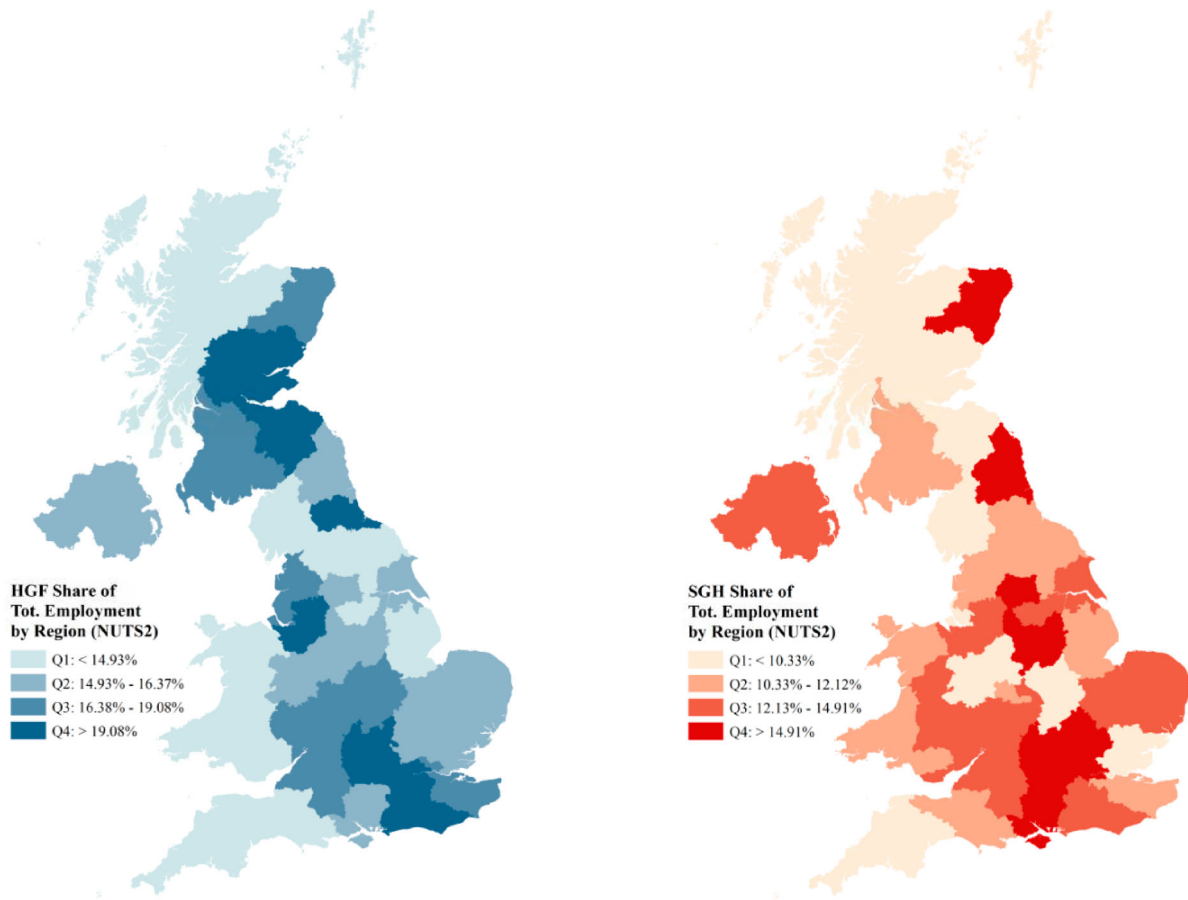 HGF Share of
Tot. Employment
by Region (NUTS2)
Q1: < 14.93%
Q2: 14.93% - 16.37%
Q3: 16.38% - 19.08%
Q4: > 19.08%
SGH Share of
Tot. Employment
by Region (NUTS2)
Q1: < 10.33%
Q2: 10.33% - 12.12%
Q3: 12.13% - 14.91%
Q4: > 14.91%